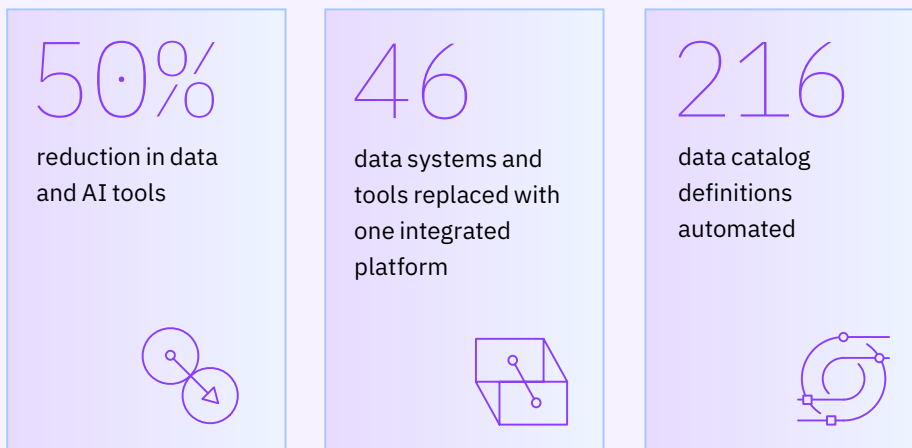 50%
reduction in data
and AI tools
46
data systems and
tools replaced with
one integrated
platform
216
data catalog
definitions
automated